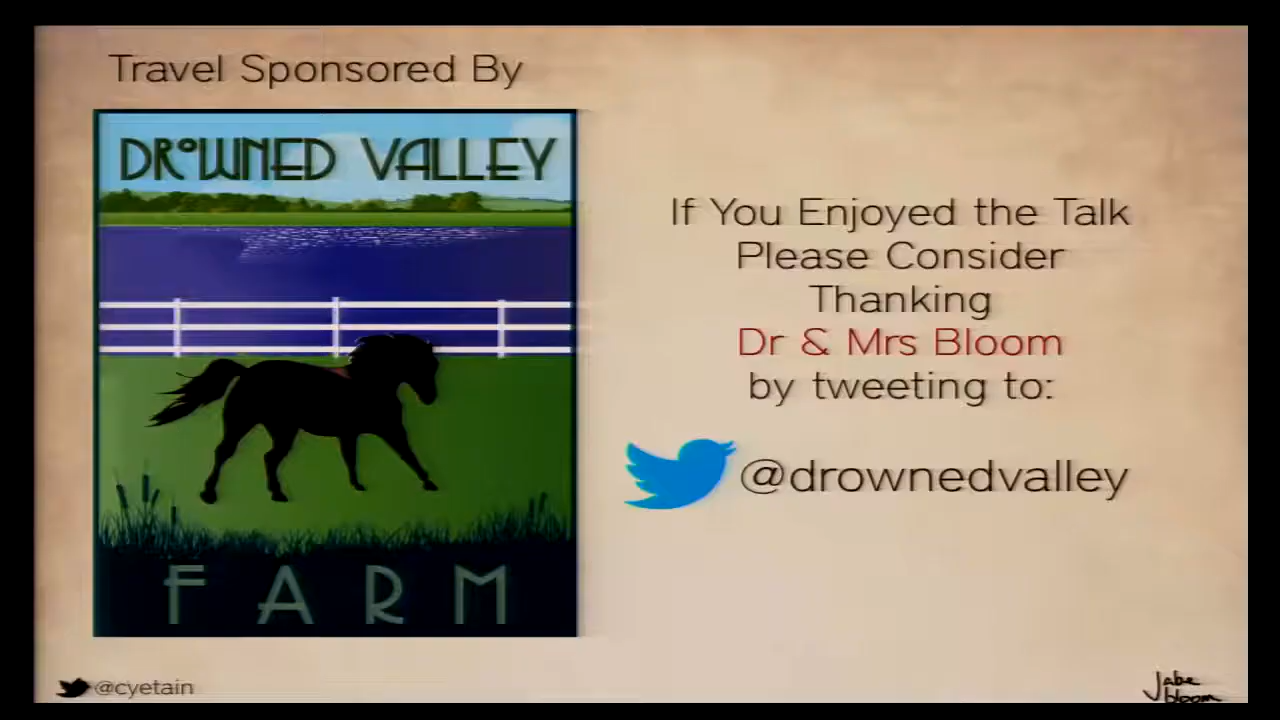 Travel Sponsored By
DROWNED VALLEY
FARM
If You Enjoyed the Talk
Please Consider
Thanking
Dr & Mrs Bloom
by tweeting to:
@drownedvalley
@cyetain
Jabe
bloom